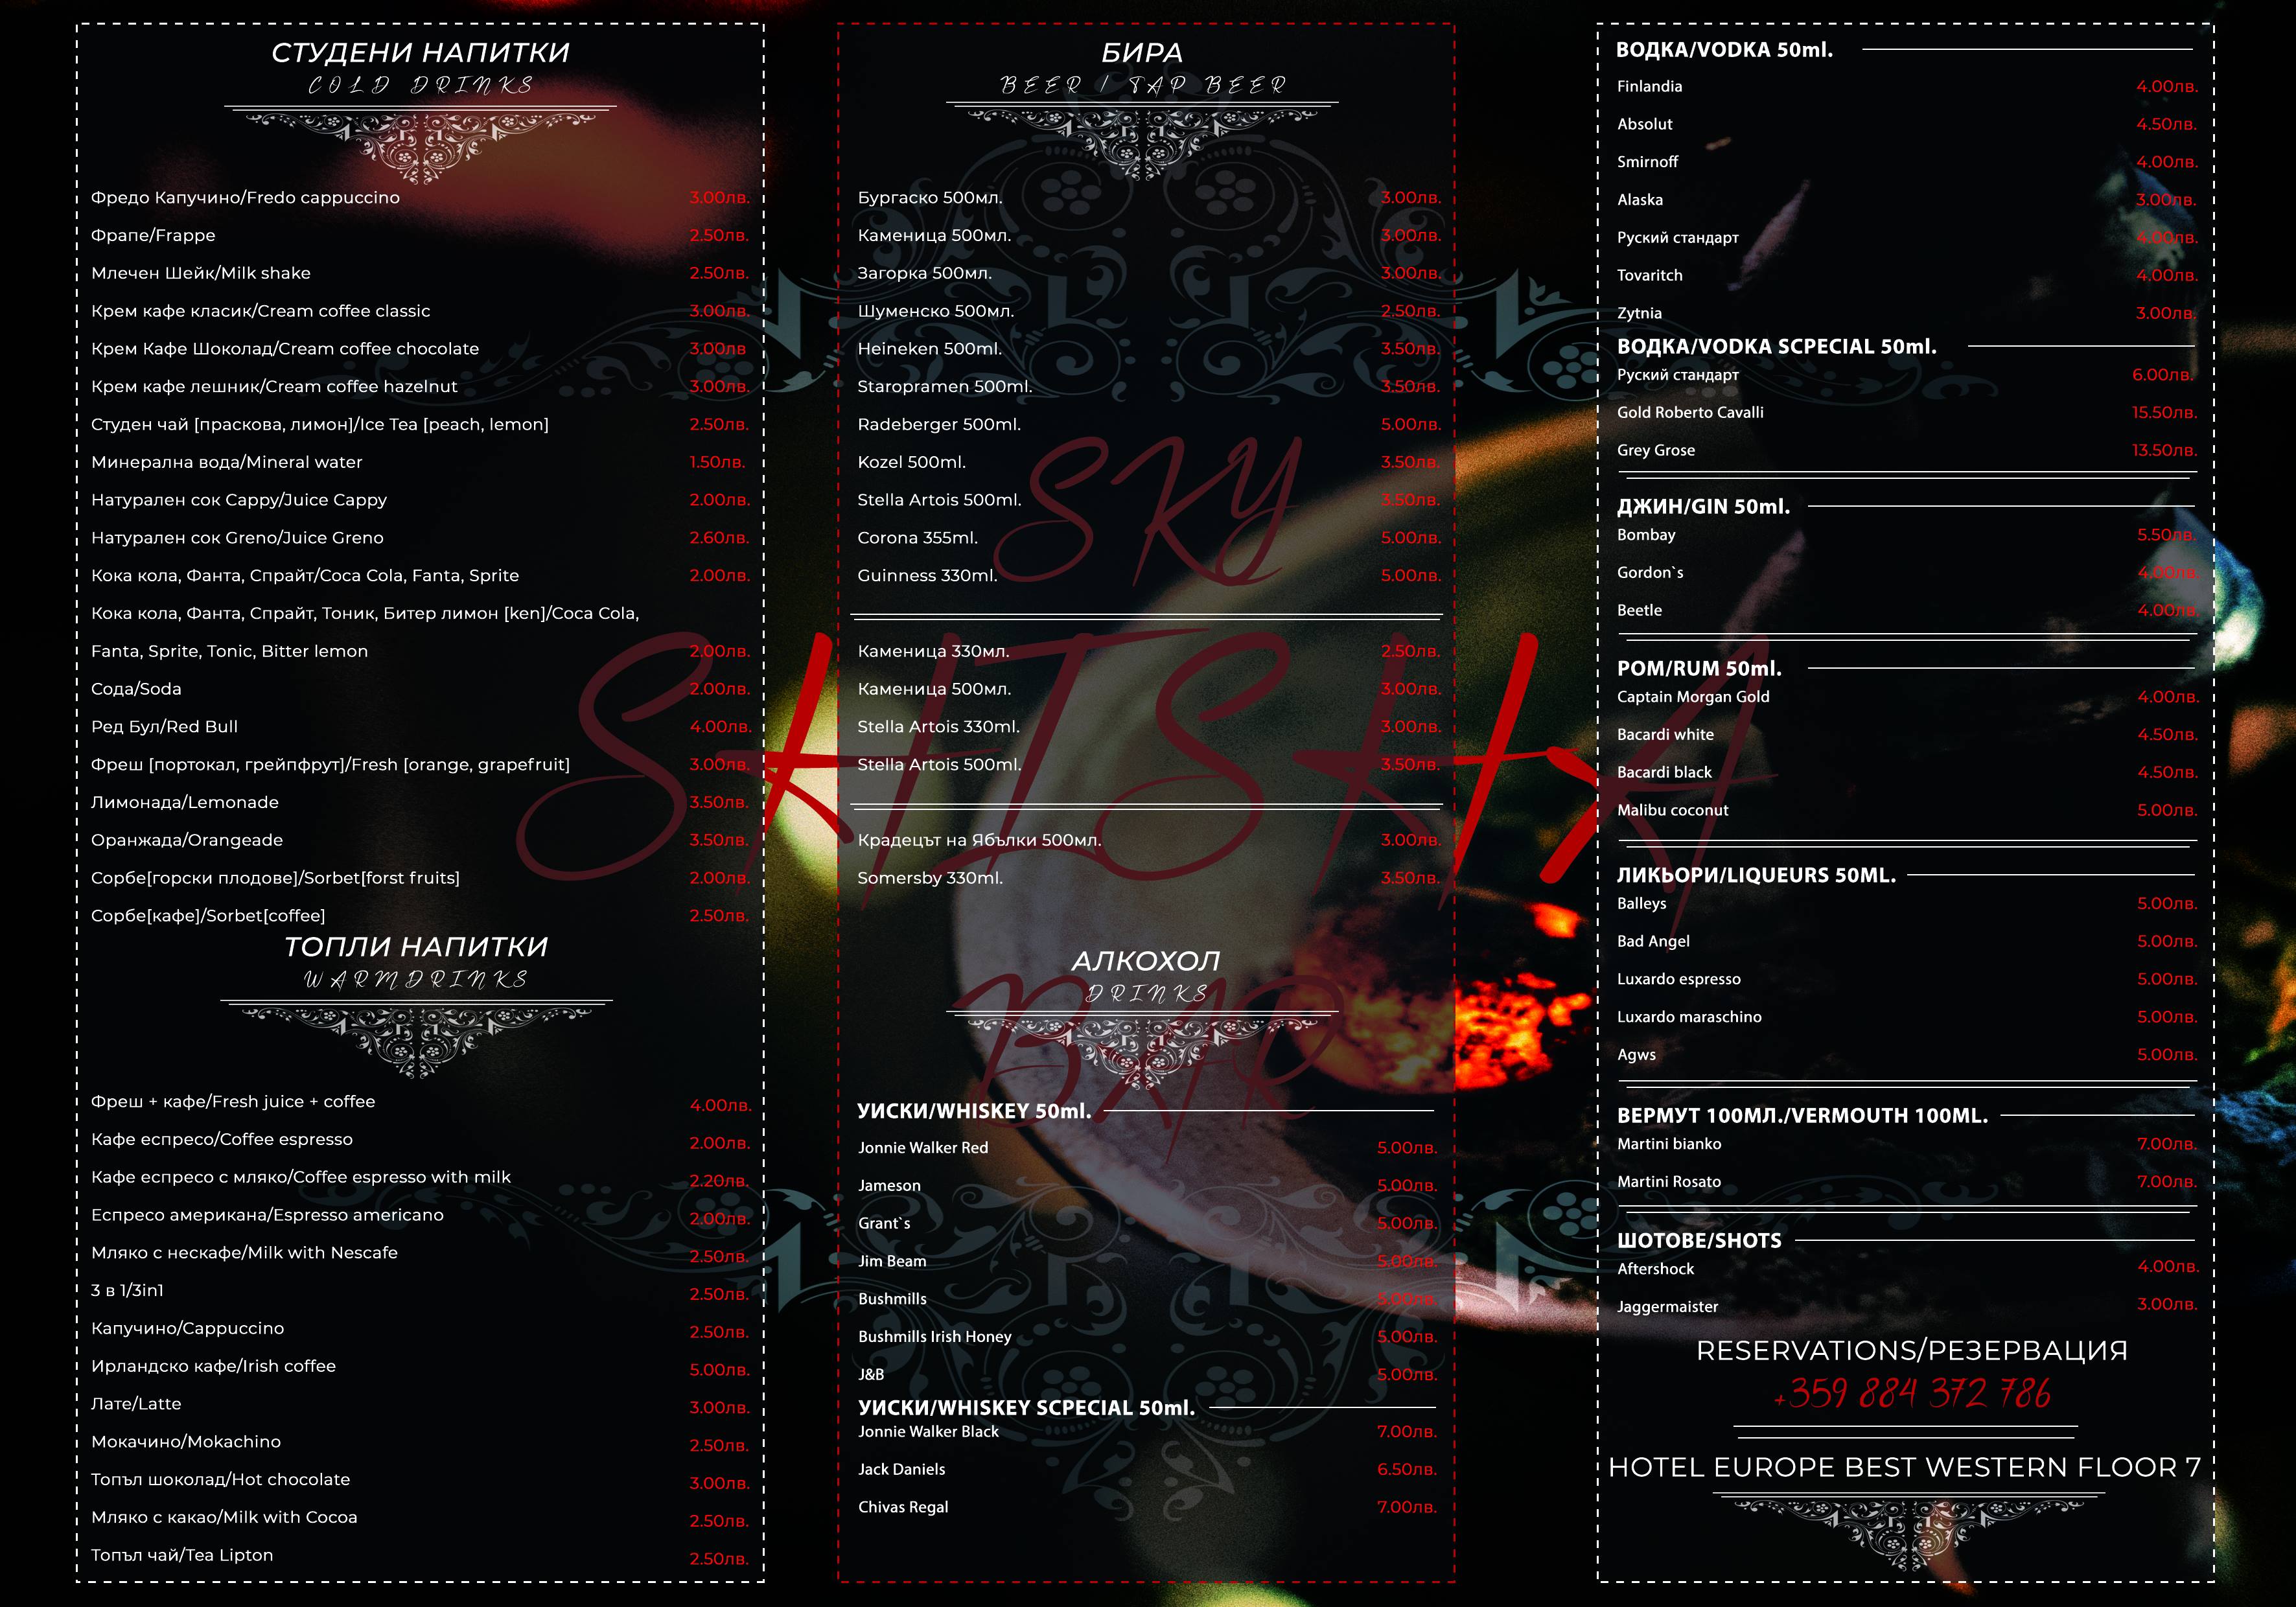 СТУДЕНИ НАПИТКИ
COLD DRINKS
Фредо Капучино/Fredo cappuccino 3.00лв.
Фрапе/Frappe 2.50лв.
Млечен Шейк/Milk shake 2.50лв.
Крем кафе класик/Cream coffee classic 3.00лв.
Крем Кафе Шоколад/Cream coffee chocolate 3.00лв
Крем кафе лешник/Cream coffee hazelnut 3.00лв.
Студен чай [праскова, лимон]/Ice Tea [peach, lemon] 2.50лв.
Минерална вода/Mineral water 1.50лв.
Натурален сок Cappy/Juice Cappy 2.00лв.
Натурален сок Greno/Juice Greno 2.60лв.
Кока кола, Фанта, Спрайт/Coca Cola, Fanta, Sprite 2.00лв.
Кока кола, Фанта, Спрайт, Тоник, Битер лимон [ken]/Coca Cola,
Fanta, Sprite, Tonic, Bitter lemon 2.00лв.
Сода/Soda 2.00лв.
Ред Бул/Red Bull 4.00лв.
Фреш [портокал, грейпфрут]/Fresh [orange, grapefruit] 3.00лв.
Лимонада/Lemonade 3.50лв.
Оранжада/Orangeade 3.50лв.
Сорбе[горски плодове]/Sorbet[forst fruits] 2.00лв.
Сорбе[кафе]/Sorbet[coffee] 2.50лв.
ТОПЛИ НАПИТКИ
WARMDRINKS
Фреш + кафе/Fresh juice + coffee 4.00лв.
Кафе еспресо/Coffee espresso 2.00лв.
Кафе еспресо с мляко/Coffee espresso with milk 2.20лв.
Еспресо американа/Espresso americano 2.00лв.
Мляко с нескафе/Milk with Nescafe 2.50лв.
3 в 1/3in1 2.50лв.
Капучино/Cappuccino 2.50лв.
Ирландско кафе/Irish coffee 5.00лв.
Лате/Latte 3.00лв.
Мокачино/Mokachino 2.50лв.
Топъл шоколад/Hot chocolate 3.00лв.
Мляко с какао/Milk with Cocoa 2.50лв.
Топъл чай/Tea Lipton 2.50лв.
БИРА
BEER / TAP BEER
Бургаско 500мл. 3.00лв.
Каменица 500мл. 3.00лв.
Загорка 500мл. 3.00лв.
Шуменско 500мл. 2.50лв.
Heineken 500ml. 3.50лв.
Staropramen 500ml. 3.50лв.
Radeberger 500ml. 5.00лв.
Kozel 500ml. 3.50лв.
Stella Artois 500ml. 3.50лв.
Corona 355ml. 5.00лв.
Guinness 330ml. 5.00лв.
Каменица 330мл. 2.50лв.
Каменица 500мл. 3.00лв.
Stella Artois 330ml. 3.00лв.
Stella Artois 500ml. 3.50лв.
Крадецът на Ябълки 500мл. 3.00лв.
Somersby 330ml. 3.50лв.
SKY
SHISHA
BAR
АЛКОХОЛ
DRINKS
УИСКИ/WHISKEY 50ml.
Jonnie Walker Red 5.00лв.
Jameson 5.00лв.
Grant`s 5.00лв.
Jim Beam 5.00лв.
Bushmills 5.00лв.
Bushmills Irish Honey 5.00лв.
J&B 5.00лв.
УИСКИ/WHISKEY SCPECIAL 50ml.
Jonnie Walker Black 7.00лв.
Jack Daniels 6.50лв.
Chivas Regal 7.00лв.
ВОДКА/VODKA 50ml.
Finlandia 4.00лв.
Absolut 4.50лв.
Smirnoff 4.00лв.
Alaska 3.00лв.
Руский стандарт 4.00лв.
Tovaritch 4.00лв.
Zytnia 3.00лв.
ВОДКА/VODKA SCPECIAL 50ml.
Руский стандарт 6.00лв.
Gold Roberto Cavalli 15.50лв.
Grey Grose 13.50лв.
ДЖИН/GIN 50ml.
Bombay 5.50лв.
Gordon`s 4.00лв.
Beetle 4.00лв.
РОМ/RUM 50ml.
Captain Morgan Gold 4.00лв.
Bacardi white 4.50лв.
Bacardi black 4.50лв.
Malibu coconut 5.00лв.
ЛИКЬОРИ/LIQUEURS 50ML.
Balleys 5.00лв.
Bad Angel 5.00лв.
Luxardo espresso 5.00лв.
Luxardo maraschino 5.00лв.
Agws 5.00лв.
ВЕРМУТ 100МЛ./VERMOUTH 100ML.
Martini bianko 7.00лв.
Martini Rosato 7.00лв.
ШОТОВЕ/SHOTS
Aftershock 4.00лв.
Jaggermaister 3.00лв.
RESERVATIONS/РЕЗЕРВАЦИЯ
+359 884 372 786
HOTEL EUROPE BEST WESTERN FLOOR 7